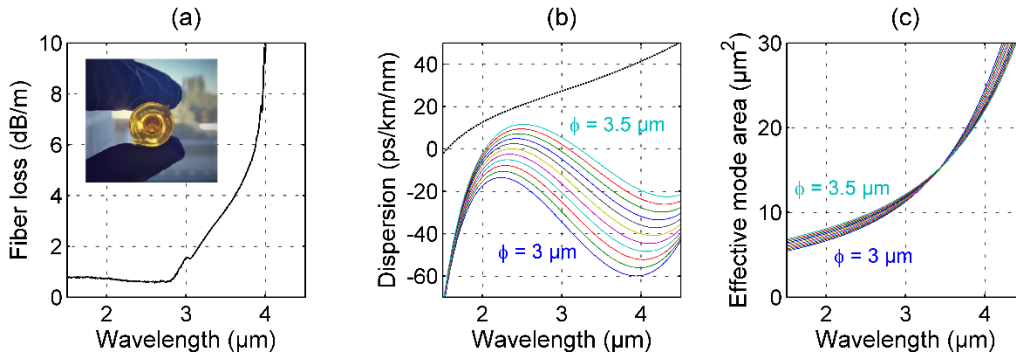 (a)
Fiber loss (dB/m)
10
8
6
4
2
0
2
3
4
Wavelength (µm)
(b)
Dispersion (ps/km/nm)
40
20
0
-20
-40
-60
ϕ = 3.5 µm
ϕ = 3 µm
2
3
4
Wavelength (µm)
(c)
Effective mode area (µm²)
30
20
10
0
ϕ = 3.5 µm
ϕ = 3 µm
2
3
4
Wavelength (µm)